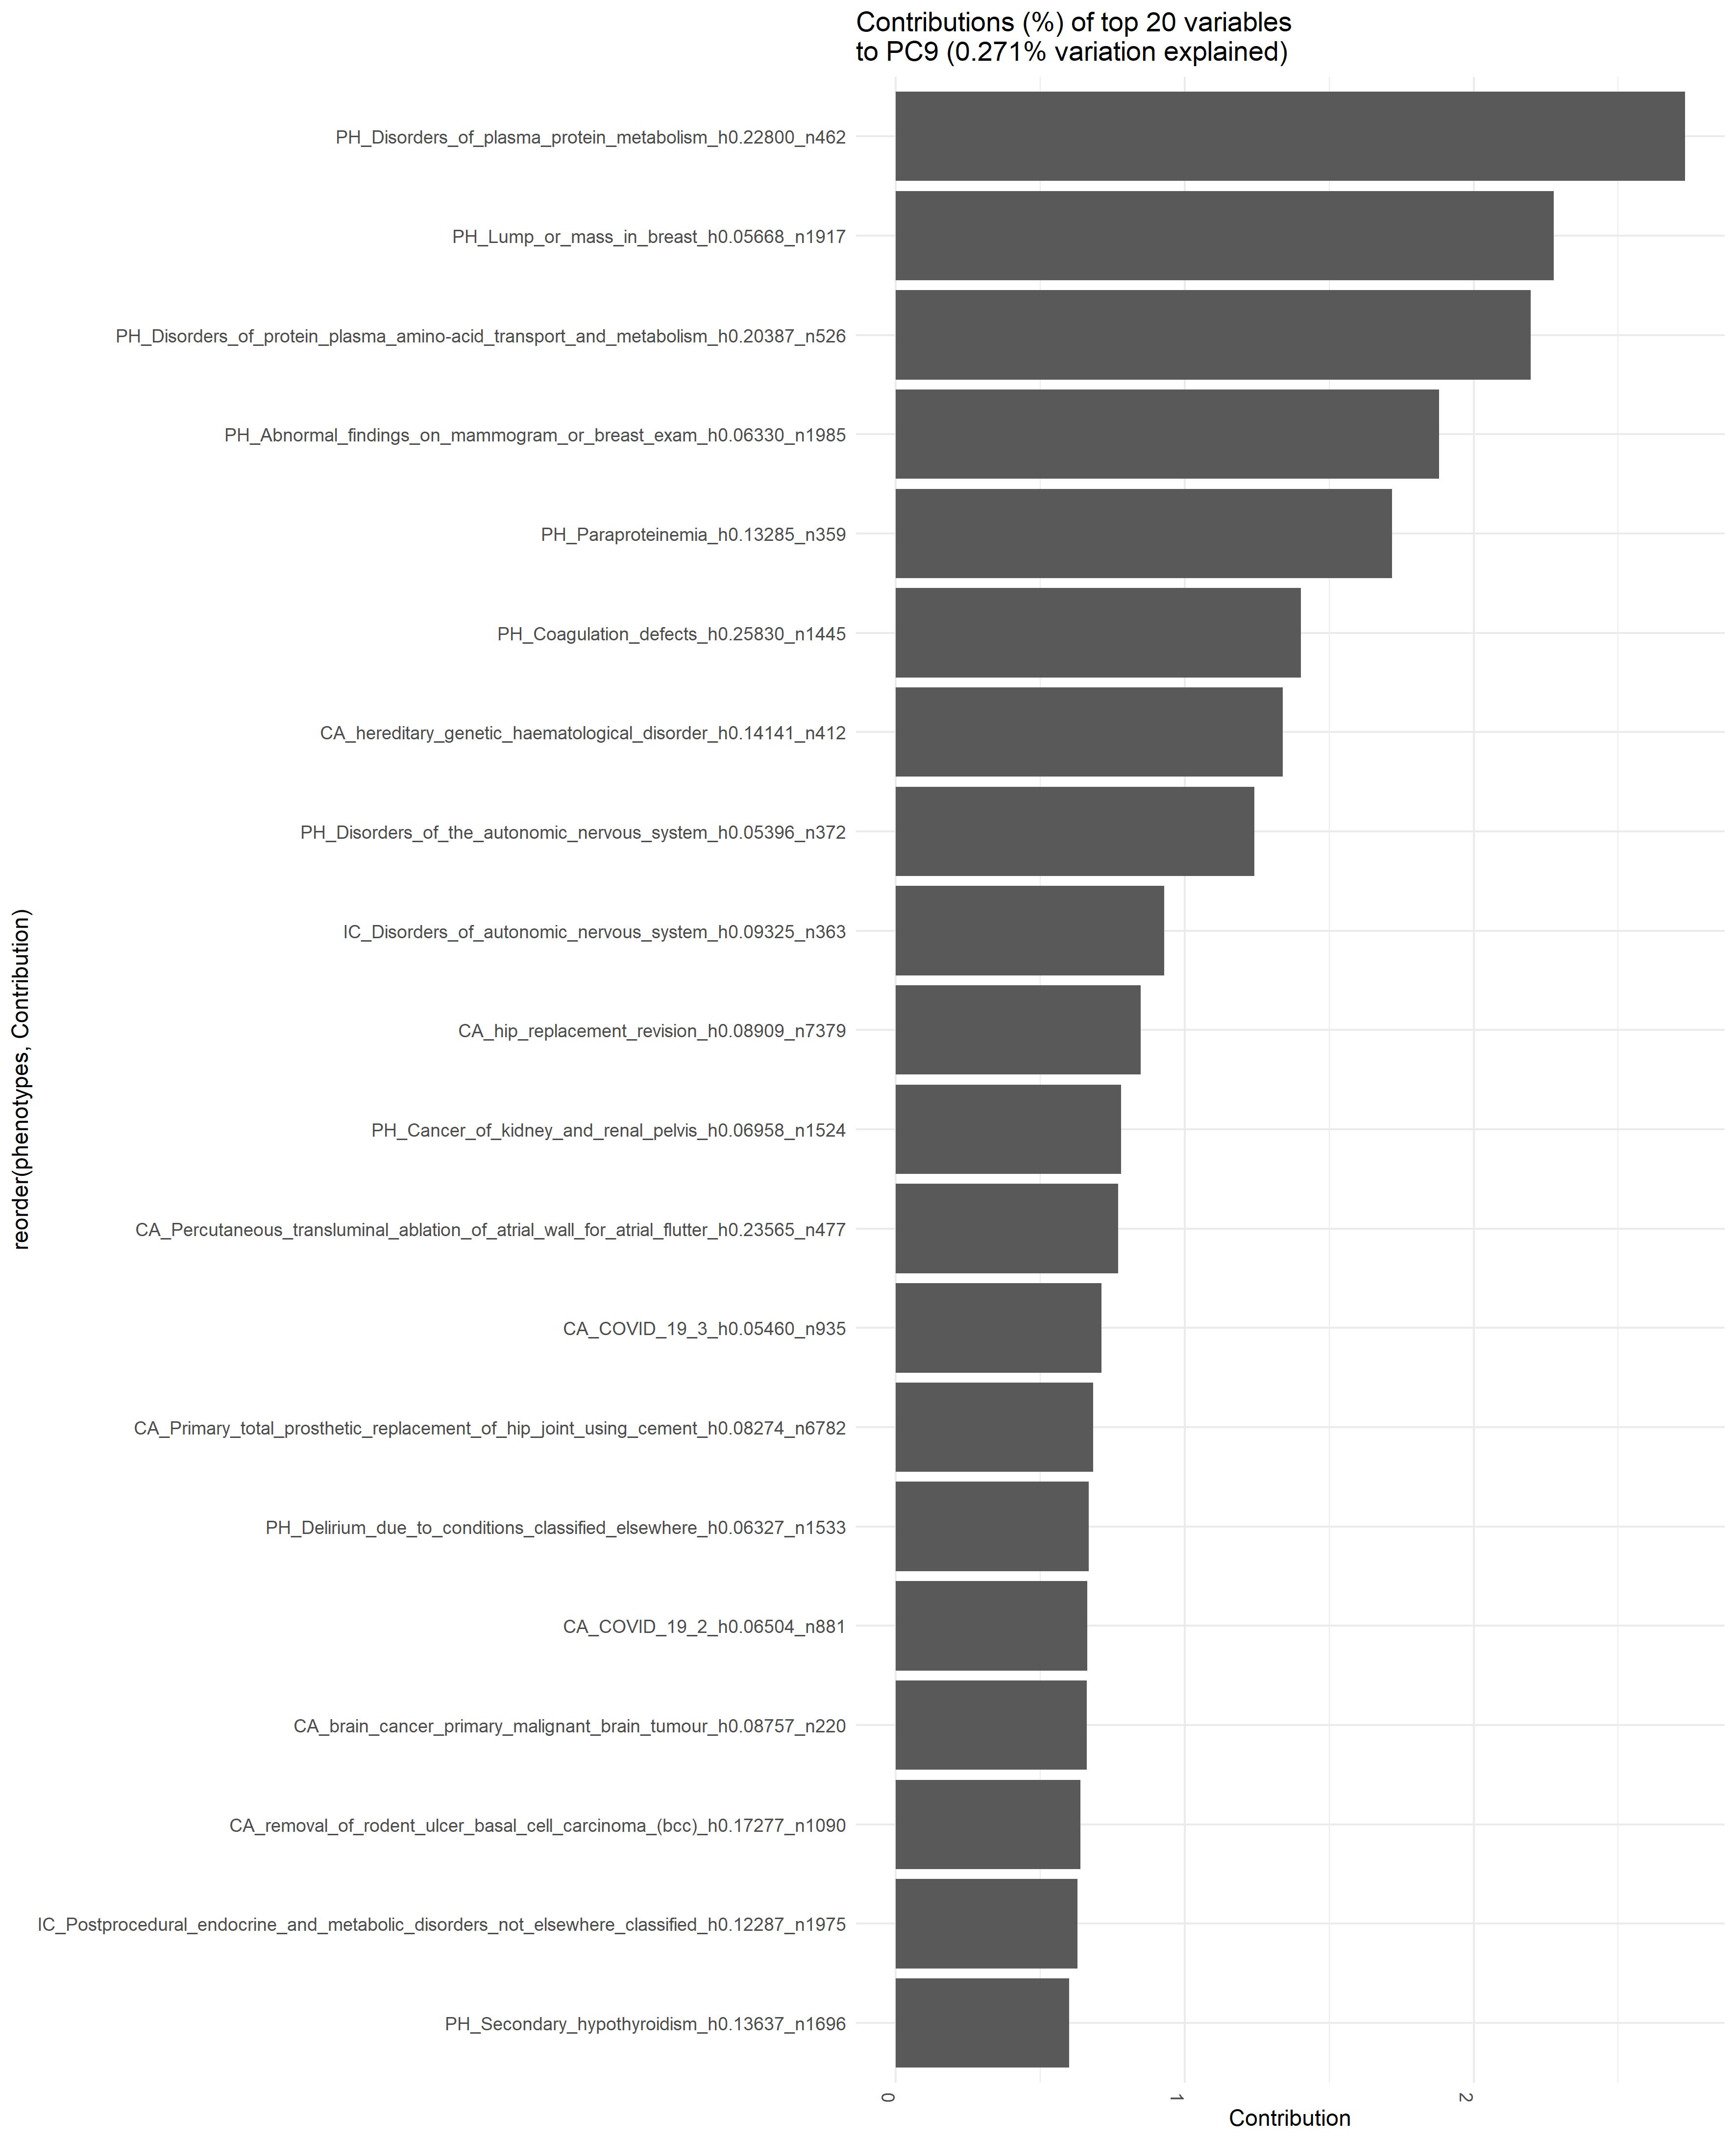 Contributions (%) of top 20 variables
to PC9 (0.271% variation explained)
PH_Disorders_of_plasma_protein_metabolism_h0.22800_n462
PH_Lump_or_mass_in_breast_h0.05668_n1917
PH_Disorders_of_protein_plasma_amino-acid_transport_and_metabolism_h0.20387_n526
PH_Abnormal_findings_on_mammogram_or_breast_exam_h0.06330_n1985
PH_Paraproteinemia_h0.13285_n359
PH_Coagulation_defects_h0.25830_n1445
CA_hereditary_genetic_haematological_disorder_h0.14141_n412
PH_Disorders_of_the_autonomic_nervous_system_h0.05396_n372
IC_Disorders_of_autonomic_nervous_system_h0.09325_n363
CA_hip_replacement_revision_h0.08909_n7379
PH_Cancer_of_kidney_and_renal_pelvis_h0.06958_n1524
CA_Percutaneous_transluminal_ablation_of_atrial_wall_for_atrial_flutter_h0.23565_n477
CA_COVID_19_3_h0.05460_n935
CA_Primary_total_prosthetic_replacement_of_hip_joint_using_cement_h0.08274_n6782
PH_Delirium_due_to_conditions_classified_elsewhere_h0.06327_n1533
CA_COVID_19_2_h0.06504_n881
CA_brain_cancer_primary_malignant_brain_tumour_h0.08757_n220
CA_removal_of_rodent_ulcer_basal_cell_carcinoma_(bcc)_h0.17277_n1090
IC_Postprocedural_endocrine_and_metabolic_disorders_not_elsewhere_classified_h0.12287_n1975
PH_Secondary_hypothyroidism_h0.13637_n1696
reorder(phenotypes, Contribution)
0
1
2
Contribution